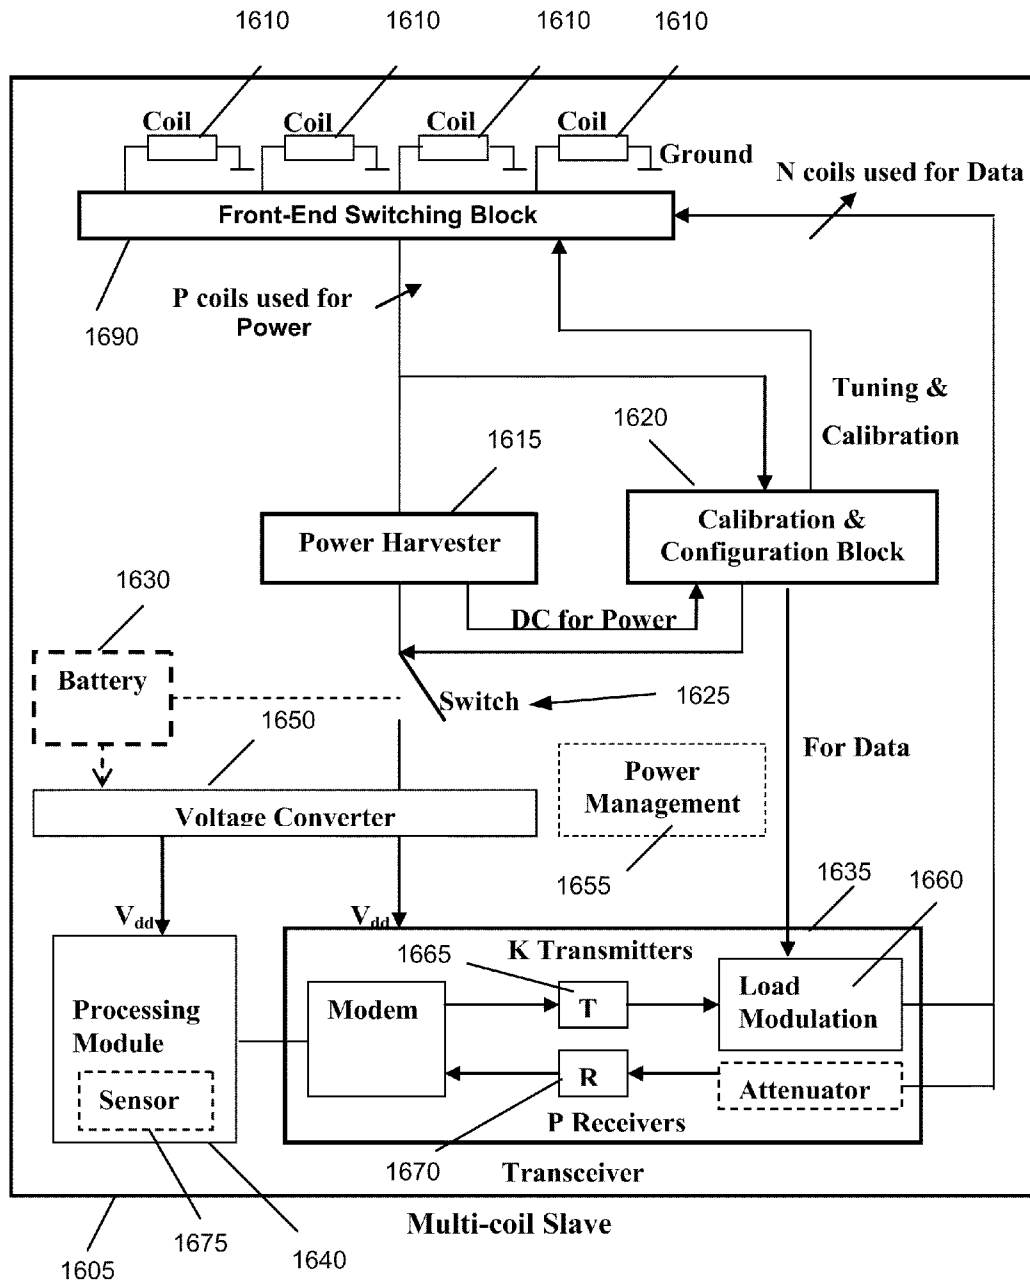 1610 1610 1610 1610
Coil Coil Coil Coil
Ground
N coils used for Data
Front-End Switching Block
P coils used for
Power
1690
Tuning &
Calibration
1620
1615
Power Harvester
Calibration &
Configuration Block
1630
DC for Power
Battery
Switch
1625
1650
For Data
Power
Management
Voltage Converter
1655
1635
1660
Vdd Vdd
K Transmitters
1665
Processing
Module
Modem
T
Load
Modulation
Sensor
R
Attenuator
P Receivers
1670
Transceiver
Multi-coil Slave
1675
1640
1605